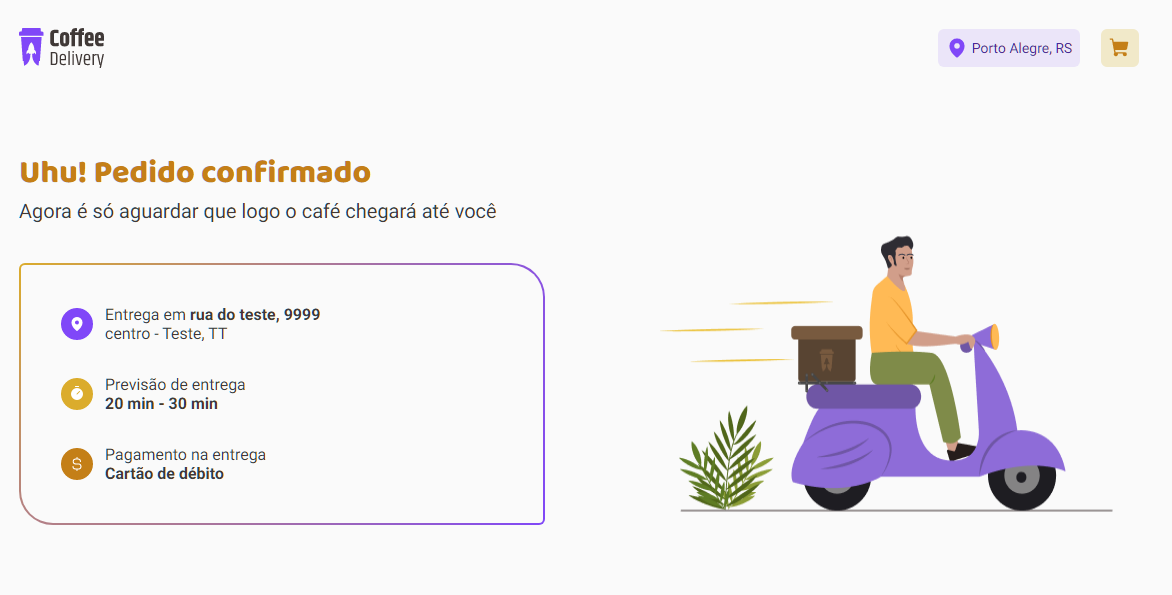 Coffee
Delivery
Porto Alegre, RS
Uhu! Pedido confirmado
Agora é só aguardar que logo o café chegará até você
Entrega em rua do teste, 9999
centro - Teste, TT
Previsão de entrega
20 min - 30 min
$
Pagamento na entrega
Cartão de débito